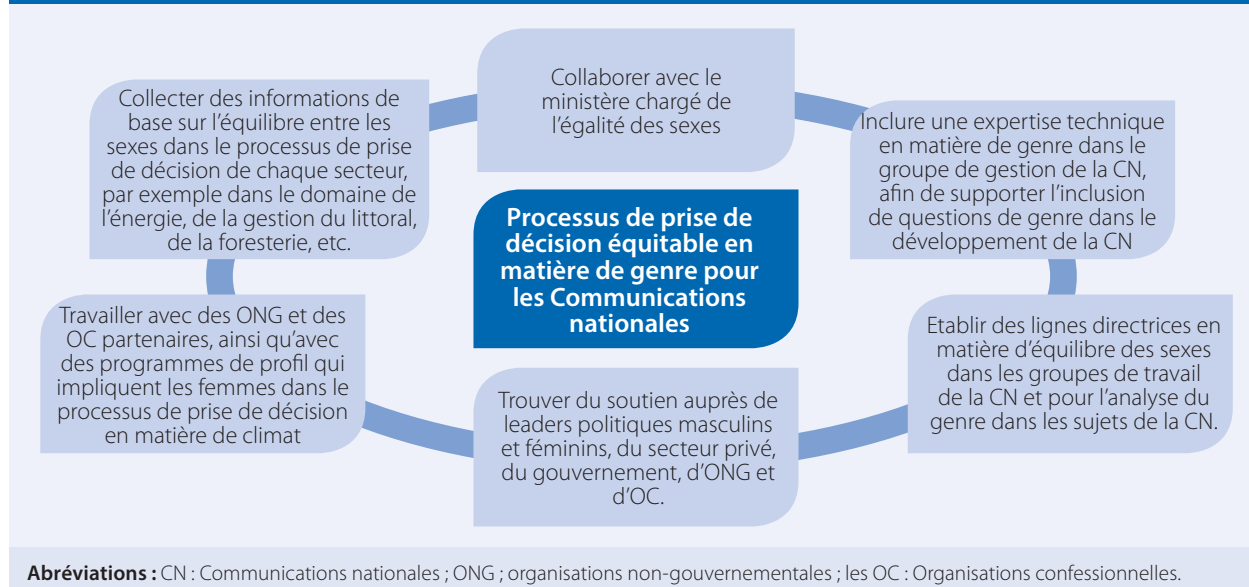 Collaborer avec le
ministère chargé de
l’égalité des sexes
Collecter des informations de
base sur l’équilibre entre les
sexes dans le processus de prise
de décision de chaque secteur,
par exemple dans le domaine de
l’énergie, de la gestion du littoral,
de la foresterie, etc.
Inclure une expertise technique
en matière de genre dans le
groupe de gestion de la CN,
afin de supporter l’inclusion
de questions de genre dans le
développement de la CN
Processus de prise de
décision équitable en
matière de genre pour
les Communications
nationales
Travailler avec des ONG et des
OC partenaires, ainsi qu’avec
des programmes de profil qui
impliquent les femmes dans le
processus de prise de décision
en matière de climat
Etablir des lignes directrices en
matière d’équilibre des sexes
dans les groupes de travail
de la CN et pour l’analyse du
genre dans les sujets de la CN.
Trouver du soutien auprès de
leaders politiques masculins
et féminins, du secteur privé,
du gouvernement, d’ONG et
d’OC.
Abréviations : CN : Communications nationales ; ONG ; organisations non-gouvernementales ; les OC : Organisations confessionnelles.